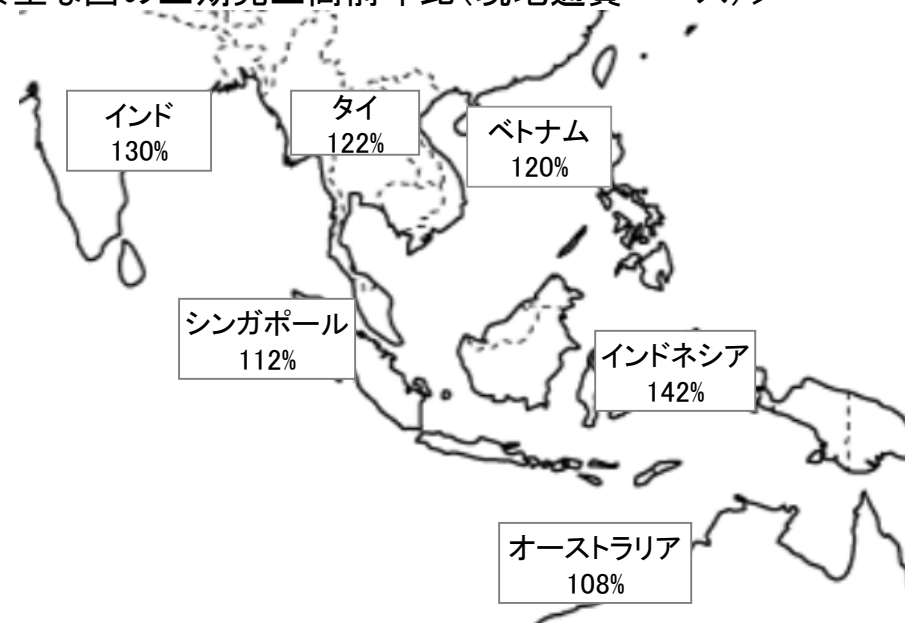 インド
130%
タイ
122%
ベトナム
120%
シンガポール
112%
インドネシア
142%
オーストラリア
108%